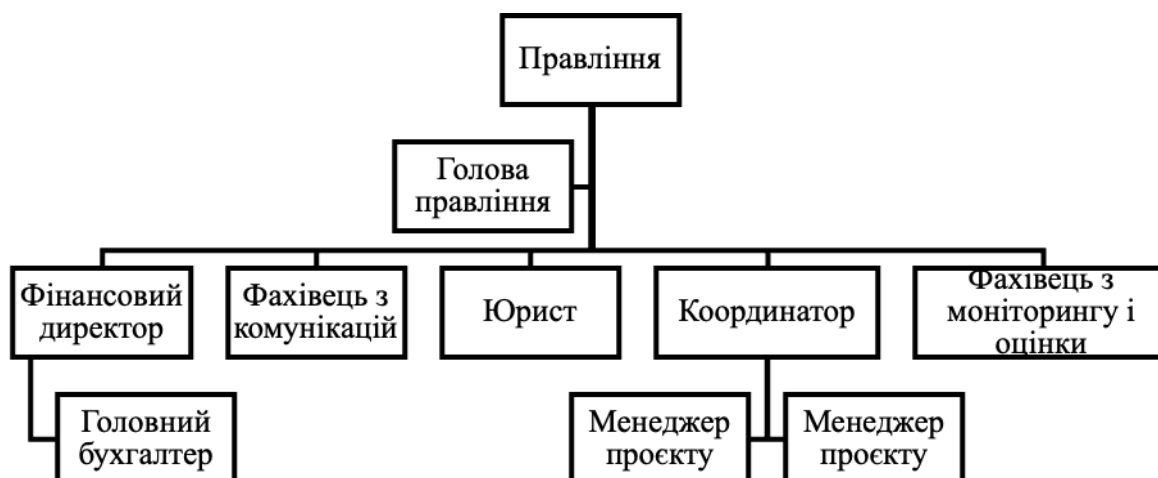 Правління
Голова
правління
Фінансовий
директор
Фахівець з
комунікацій
Юрист
Координатор
Фахівець з
моніторингу і
оцінки
Головний
бухгалтер
Менеджер
проєкту
Менеджер
проєкту